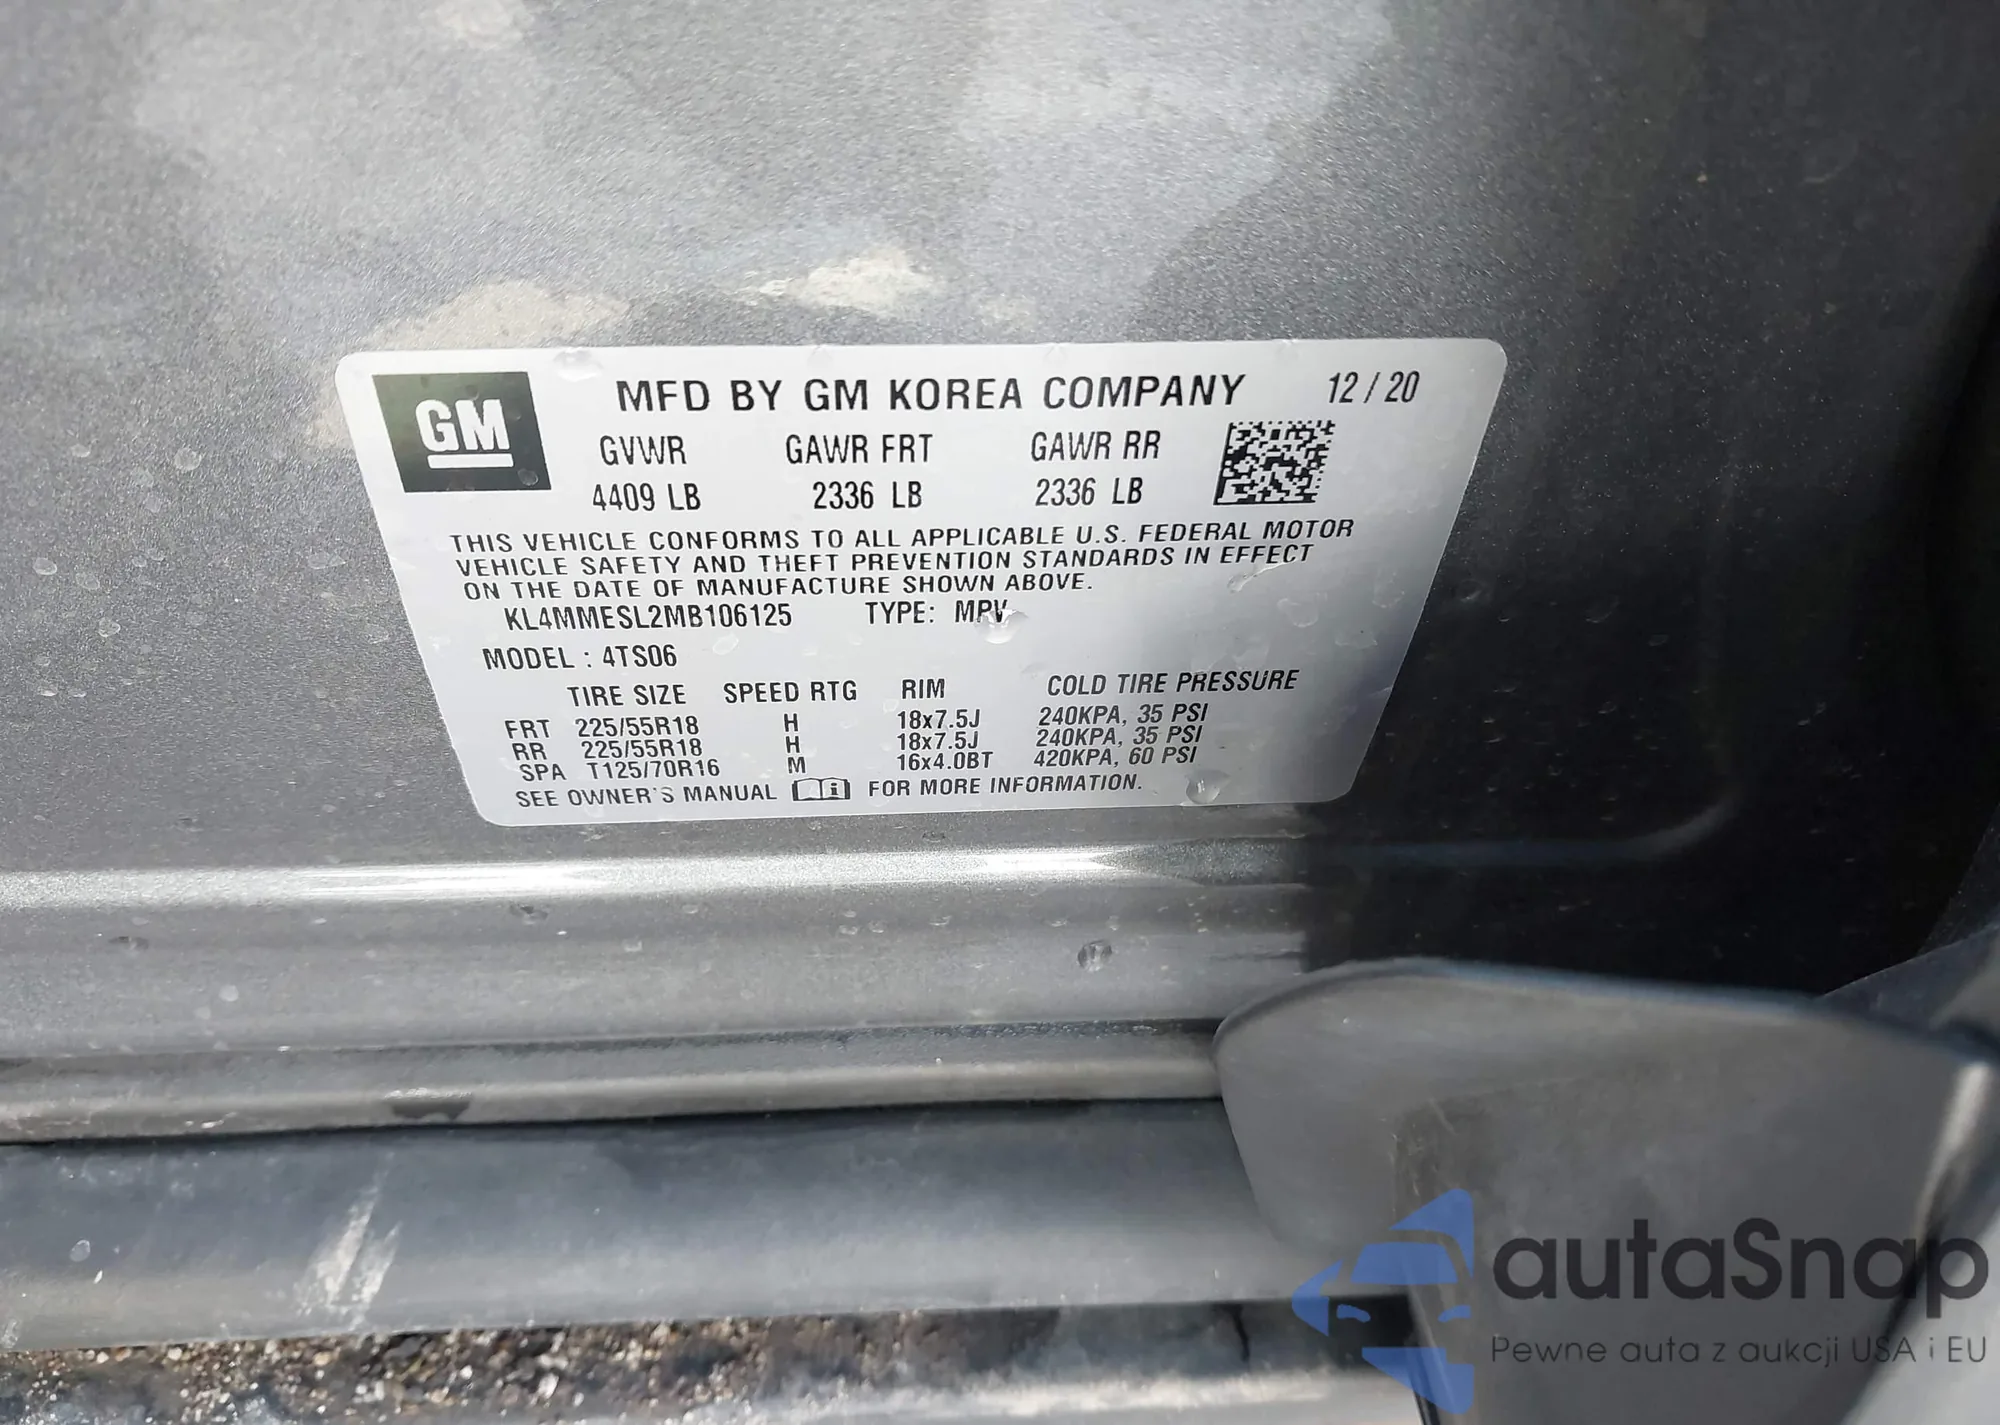 GM MFD BY GM KOREA COMPANY 12 / 20
GVWR GAWR FRT GAWR RR
4409 LB 2336 LB 2336 LB
THIS VEHICLE CONFORMS TO ALL APPLICABLE U.S. FEDERAL MOTOR
VEHICLE SAFETY AND THEFT PREVENTION STANDARDS IN EFFECT
ON THE DATE OF MANUFACTURE SHOWN ABOVE.
KL4MMESL2MB106125 TYPE: MPV
MODEL : 4TS06
TIRE SIZE SPEED RTG RIM COLD TIRE PRESSURE
FRT 225/55R18 H 18x7.5J 240KPA, 35 PSI
RR 225/55R18 H 18x7.5J 240KPA, 35 PSI
SPA T125/70R16 M 16x4.0BT 420KPA, 60 PSI
SEE OWNER'S MANUAL i FOR MORE INFORMATION.
autaSnap
Pewne auta z aukcji USA i EU